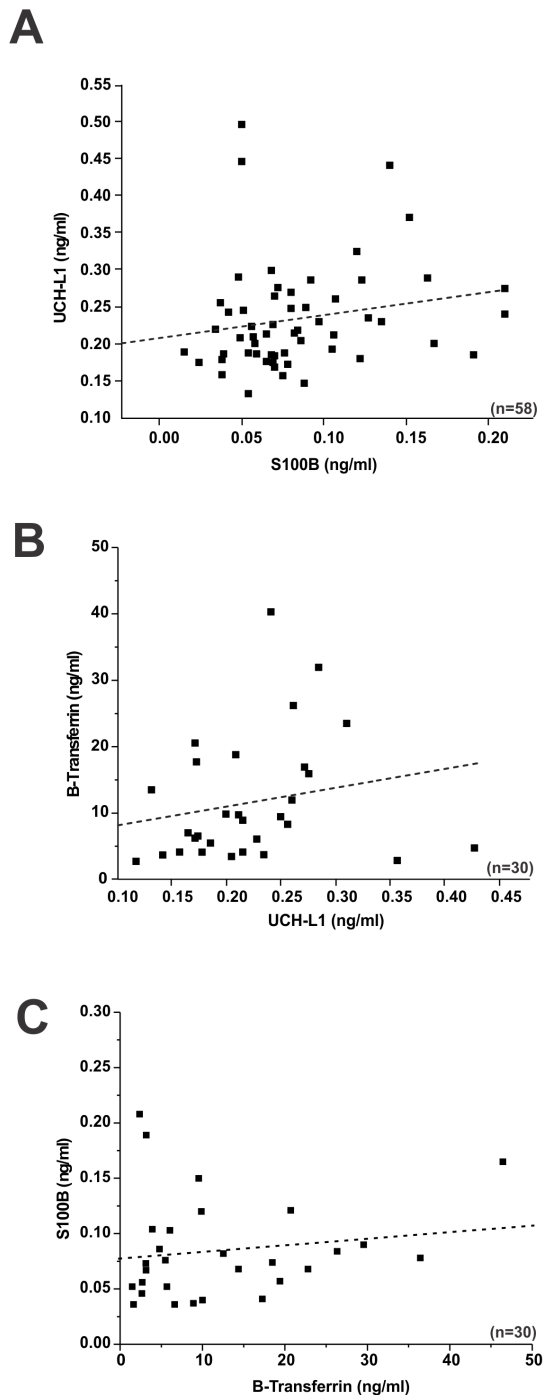 A
0.55
0.50
0.45
0.40
0.35
0.30
0.25
0.20
0.15
0.10
UCH-L1 (ng/ml)
(n=58)
0.00 0.05 0.10 0.15 0.20
S100B (ng/ml)
B
50
40
30
20
10
0
B-Transferrin (ng/ml)
(n=30)
0.10 0.15 0.20 0.25 0.30 0.35 0.40 0.45
UCH-L1 (ng/ml)
C
0.30
0.25
0.20
0.15
0.10
0.05
0.00
S100B (ng/ml)
(n=30)
0 10 20 30 40 50
B-Transferrin (ng/ml)